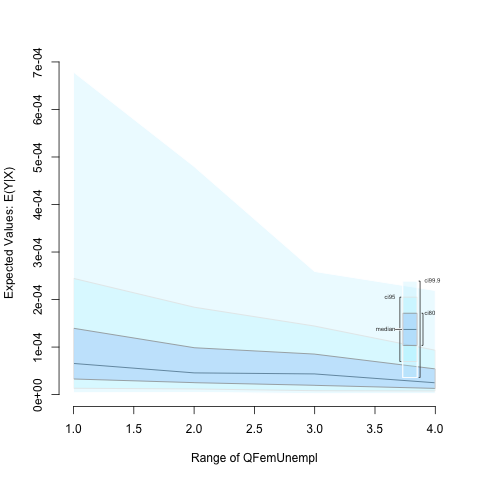 7e-04
6e-04
5e-04
4e-04
3e-04
2e-04
1e-04
0e+00
Expected Values: E(Y|X)
ci99.9
ci95
ci80
median
1.0 1.5 2.0 2.5 3.0 3.5 4.0
Range of QFemUnempl